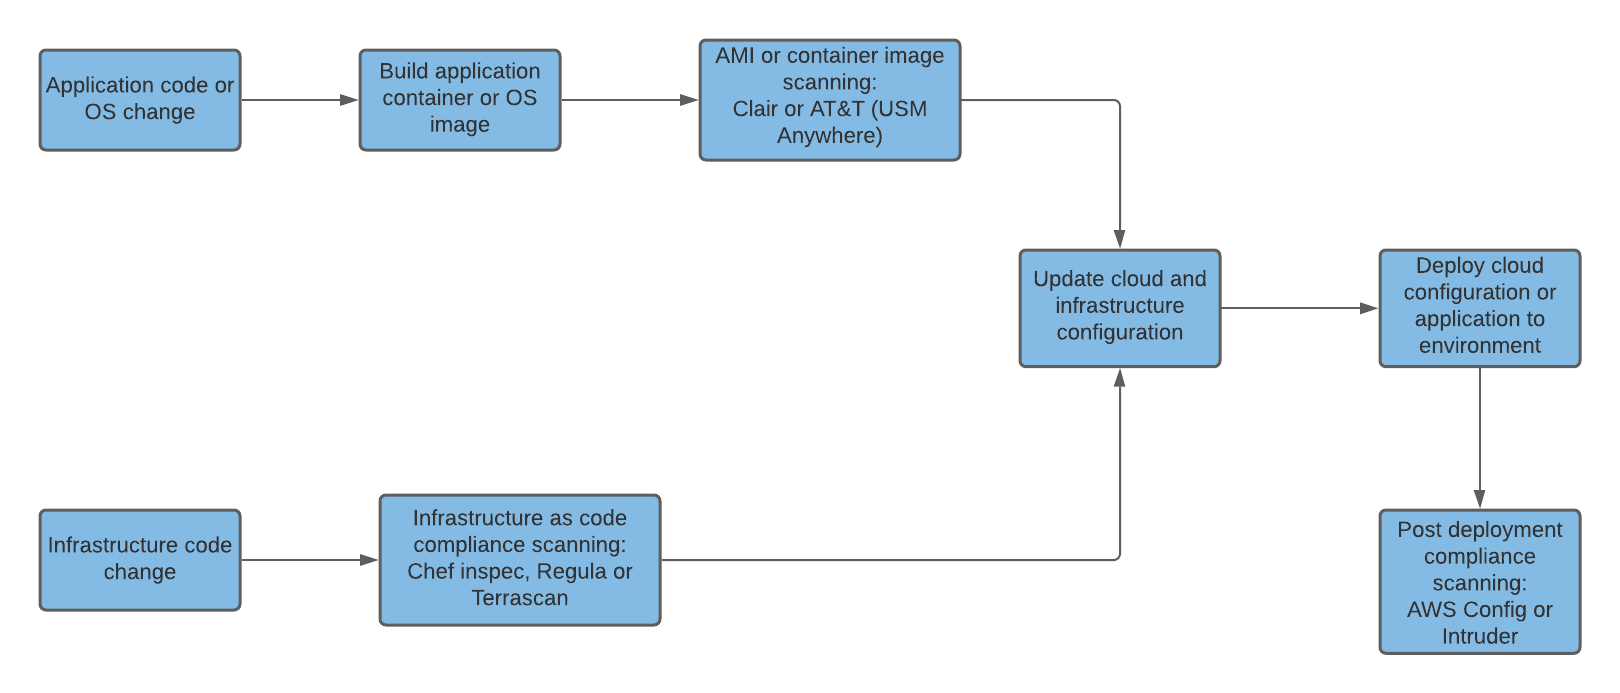 Application code or
OS change
Build application
container or OS
image
AMI or container image
scanning:
Clair or AT&T (USM
Anywhere)
Update cloud and
infrastructure
configuration
Deploy cloud
configuration or
application to
environment
Infrastructure code
change
Infrastructure as code
compliance scanning:
Chef inspec, Regula or
Terrascan
Post deployment
compliance
scanning:
AWS Config or
Intruder